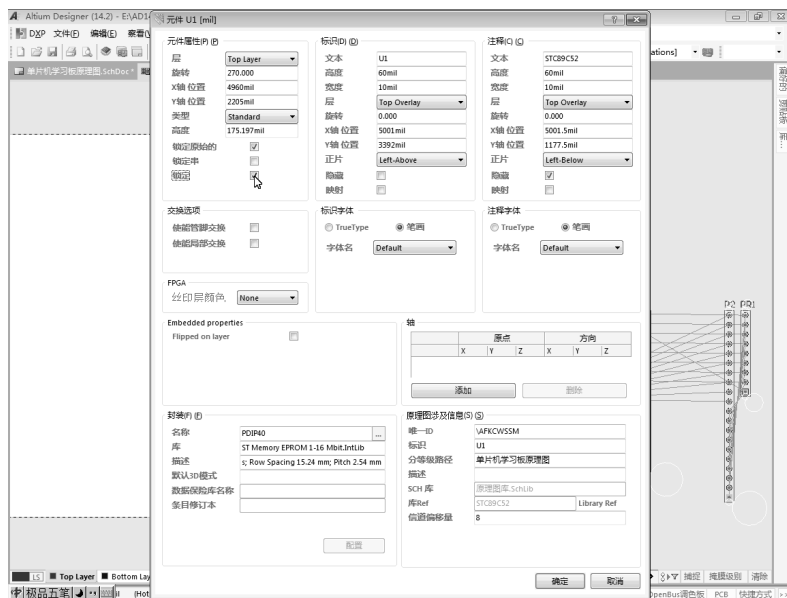 Altium Designer (14.2) - E:\AD14
元件 U1 [mil]
DXP 文件(F) 编辑(E) 察看(V
ations]
单片机学习板原理图.SchDoc *
元件属性(P) (P)
层 Top Layer
旋转 270.000
X轴 位置 4960mil
Y轴 位置 2205mil
类型 Standard
高度 175.197mil
锁定原始的
锁定串
锁定
标识(D) (D)
文本 U1
高度 60mil
宽度 10mil
层 Top Overlay
旋转 0.000
X轴 位置 5001mil
Y轴 位置 3392mil
正片 Left-Above
隐藏
映射
注释(C) (C)
文本 STC89C52
高度 60mil
宽度 10mil
层 Top Overlay
旋转 0.000
X轴 位置 5001.5mil
Y轴 位置 1177.5mil
正片 Left-Below
隐藏
映射
交换选项
使能管脚交换
使能局部交换
标识字体
TrueType 笔画
字体名 Default
注释字体
TrueType 笔画
字体名 Default
FPGA
丝印层颜色 None
Embedded properties
Flipped on layer
轴
原点 方向
X Y Z X Y Z
添加 删除
P2 PR1
封装(F) (F)
名称 PDIP40 ...
库 ST Memory EPROM 1-16 Mbit.IntLib
描述 s; Row Spacing 15.24 mm; Pitch 2.54 mm
默认3D模式
数据保险库名称
条目修订本
配置
原理图涉及信息(S) (S)
唯一ID \AFKCWSSM
标识 U1
分等级路径 单片机学习板原理图
描述
SCH 库 原理图库.SchLib
库Ref STC89C52 Library Ref
信道偏移量 8
确定 取消
LS Top Layer Bottom Lay
捕捉 掩膜级别 清除
极品五笔
(Hot
OpenBus调色板 PCB 快捷方式 >>